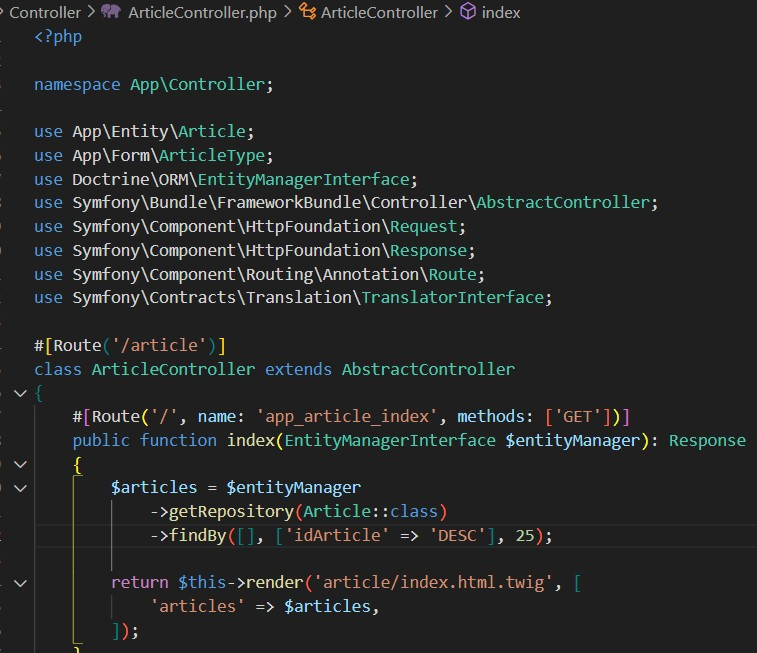 Controller > ArticleController.php > ArticleController > index
<?php
namespace App\Controller;
use App\Entity\Article;
use App\Form\ArticleType;
use Doctrine\ORM\EntityManagerInterface;
use Symfony\Bundle\FrameworkBundle\Controller\AbstractController;
use Symfony\Component\HttpFoundation\Request;
use Symfony\Component\HttpFoundation\Response;
use Symfony\Component\Routing\Annotation\Route;
use Symfony\Contracts\Translation\TranslatorInterface;
#[Route('/article')]
class ArticleController extends AbstractController
{
#[Route('/', name: 'app_article_index', methods: ['GET'])]
public function index(EntityManagerInterface $entityManager): Response
{
$articles = $entityManager
->getRepository(Article::class)
->findBy([], ['idArticle' => 'DESC'], 25);
return $this->render('article/index.html.twig', [
'articles' => $articles,
]);
}